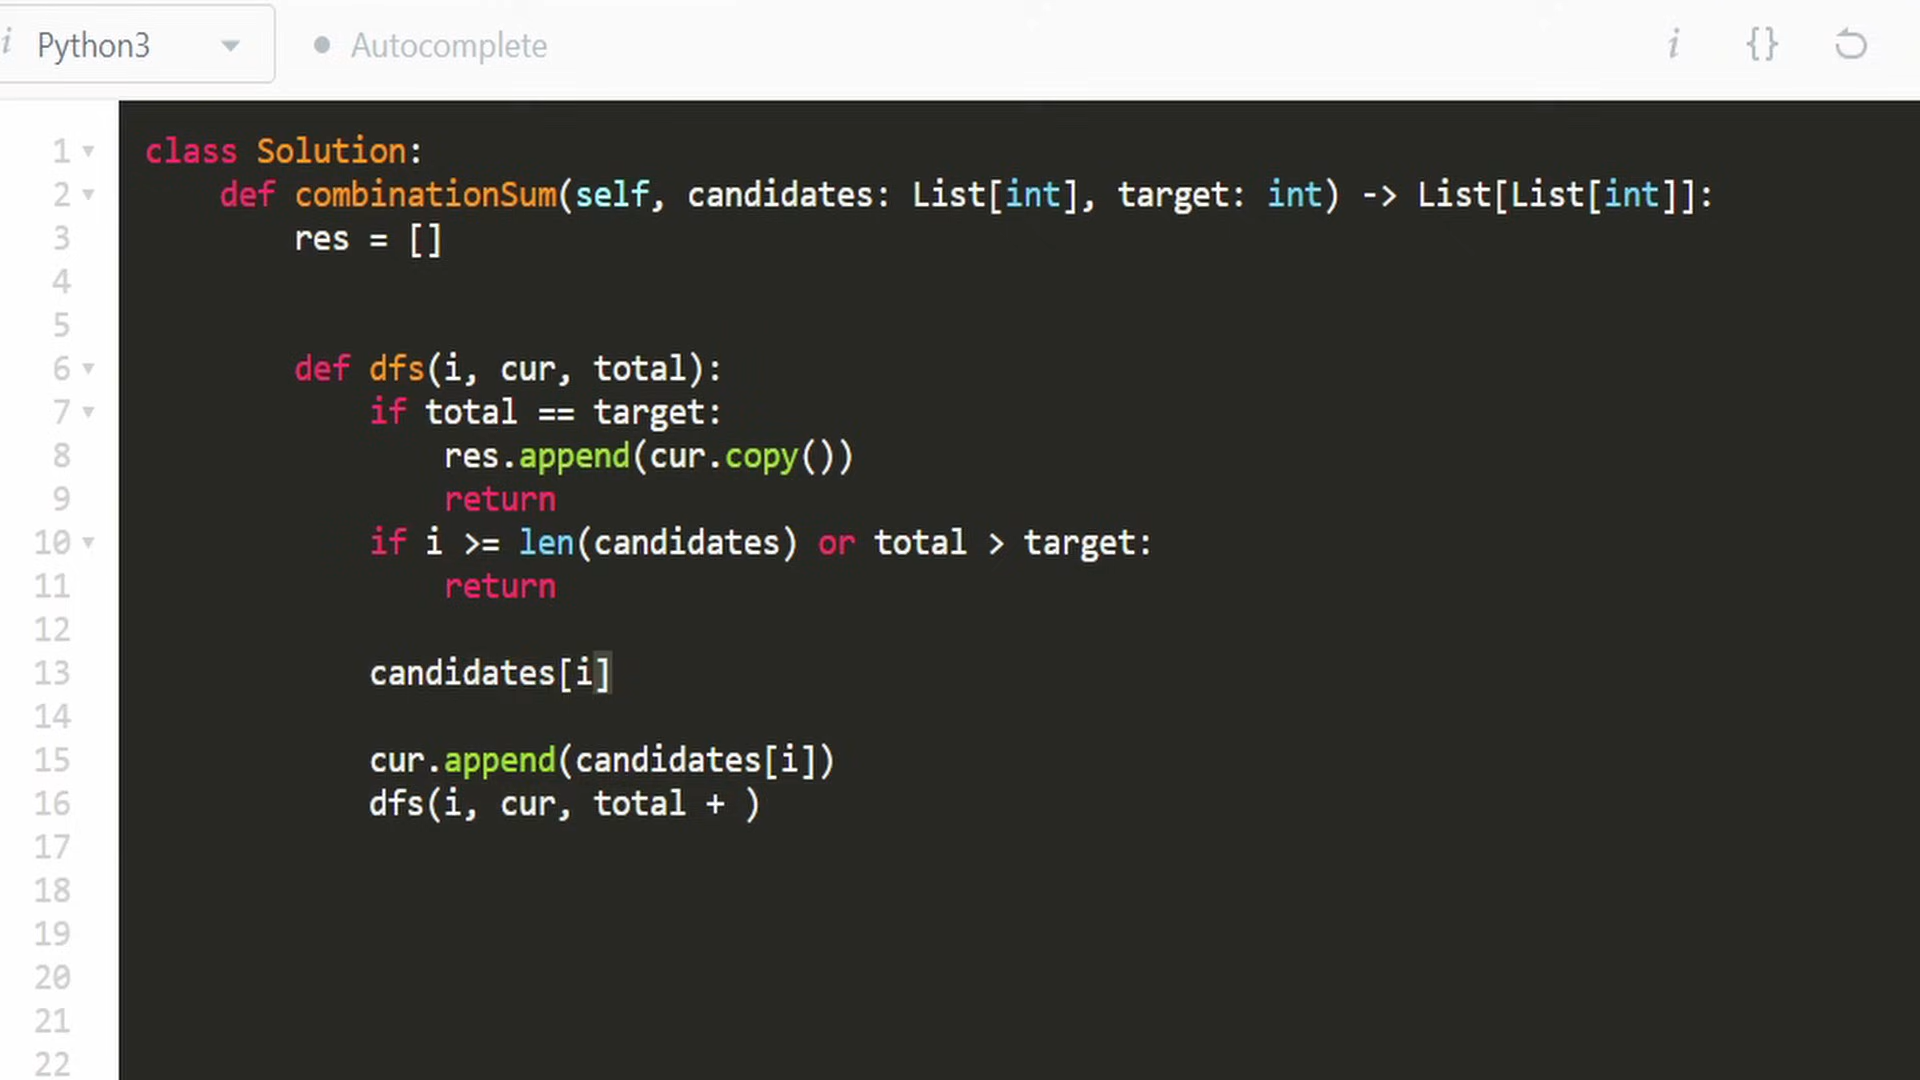 i Python3 Autocomplete i {}
1 class Solution:
2 def combinationSum(self, candidates: List[int], target: int) -> List[List[int]]:
3 res = []
4
5
6 def dfs(i, cur, total):
7 if total == target:
8 res.append(cur.copy())
9 return
10 if i >= len(candidates) or total > target:
11 return
12
13 candidates[i]
14
15 cur.append(candidates[i])
16 dfs(i, cur, total + )
17
18
19
20
21
22